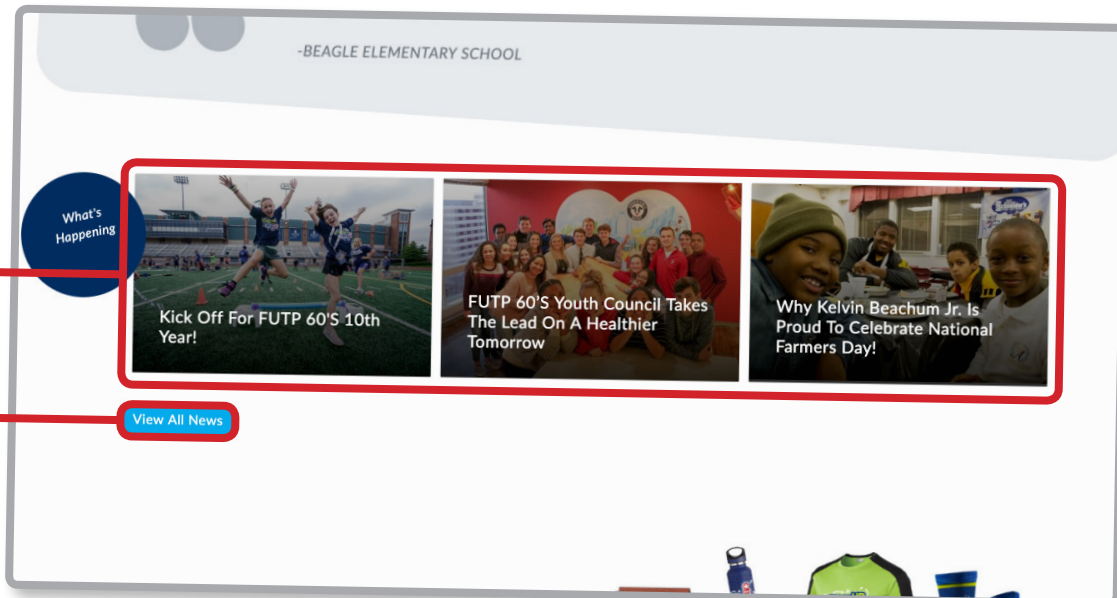 -BEAGLE ELEMENTARY SCHOOL
What's
Happening
Kick Off For FUTP 60'S 10th
Year!
FUTP 60'S Youth Council Takes
The Lead On A Healthier
Tomorrow
Why Kelvin Beachum Jr. Is
Proud To Celebrate National
Farmers Day!
View All News